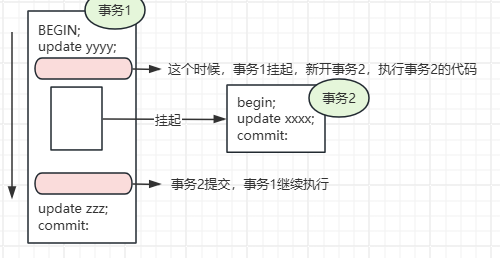 事务1
BEGIN;
update yyyy;
这个时候，事务1挂起，新开事务2，执行事务2的代码
事务2
begin;
update xxxx;
commit:
挂起
事务2提交，事务1继续执行
update zzz;
commit: